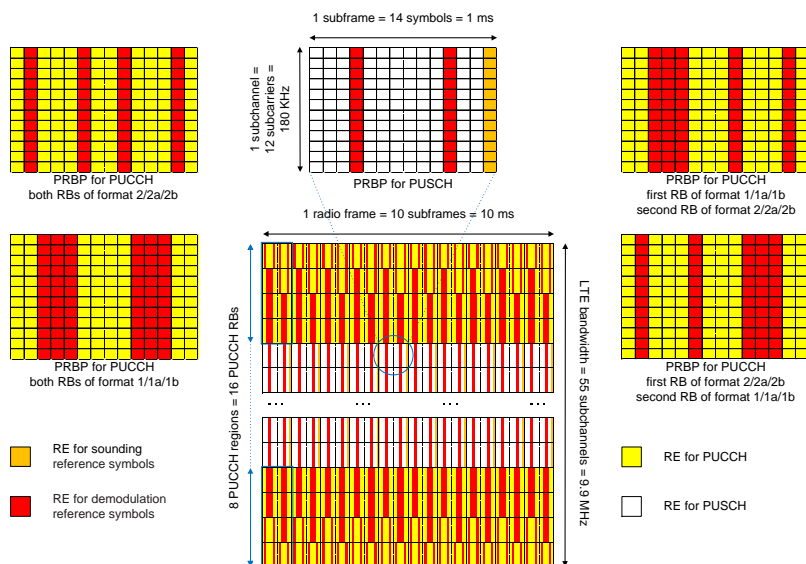 1 subframe = 14 symbols = 1 ms
1 subchannel =
12 subcarriers =
180 KHz
PRBP for PUCCH
both RBs of format 2/2a/2b
PRBP for PUSCH
PRBP for PUCCH
first RB of format 1/1a/1b
second RB of format 2/2a/2b
1 radio frame = 10 subframes = 10 ms
PRBP for PUCCH
both RBs of format 1/1a/1b
8 PUCCH regions = 16 PUCCH RBs
LTE bandwidth = 55 subchannels = 9.9 MHz
PRBP for PUCCH
first RB of format 2/2a/2b
second RB of format 1/1a/1b
... ... ... ...
RE for sounding
reference symbols
RE for demodulation
reference symbols
RE for PUCCH
RE for PUSCH